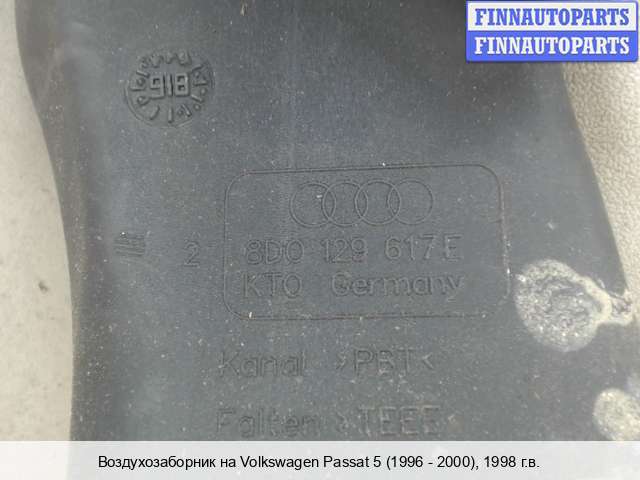 FINNAUTOPARTS
FINNAUTOPARTS
918
2
8D0 129 617 E
KTO Germany
Kanal >PBT<
Falten >TEEE<
Воздухозаборник на Volkswagen Passat 5 (1996 - 2000), 1998 г.в.